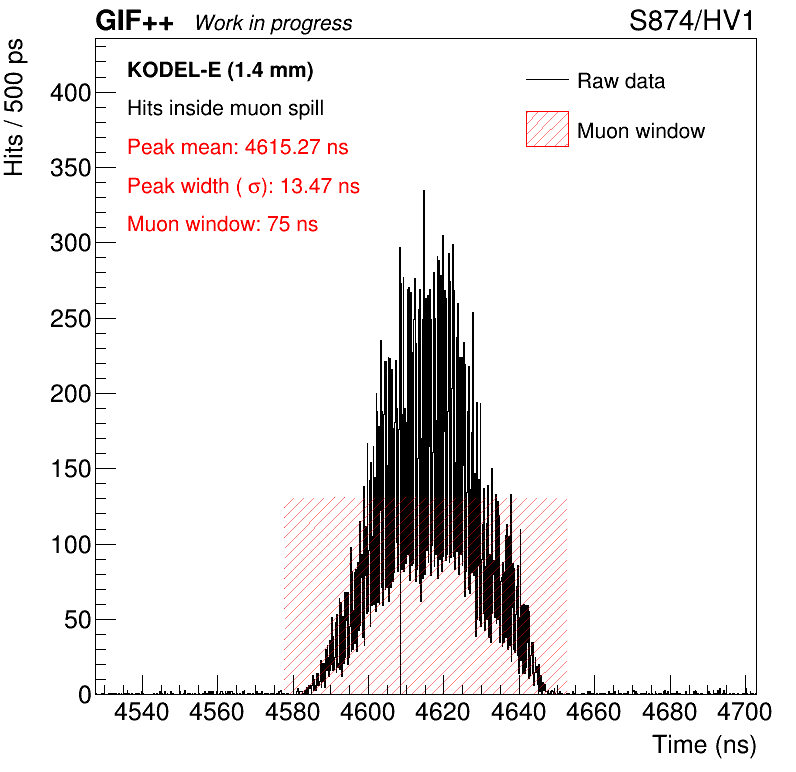 GIF++ Work in progress S874/HV1
KODEL-E (1.4 mm)
Hits inside muon spill
Peak mean: 4615.27 ns
Peak width ( σ): 13.47 ns
Muon window: 75 ns
Raw data
Muon window
Hits / 500 ps
400
350
300
250
200
150
100
50
0
4540 4560 4580 4600 4620 4640 4660 4680 4700
Time (ns)